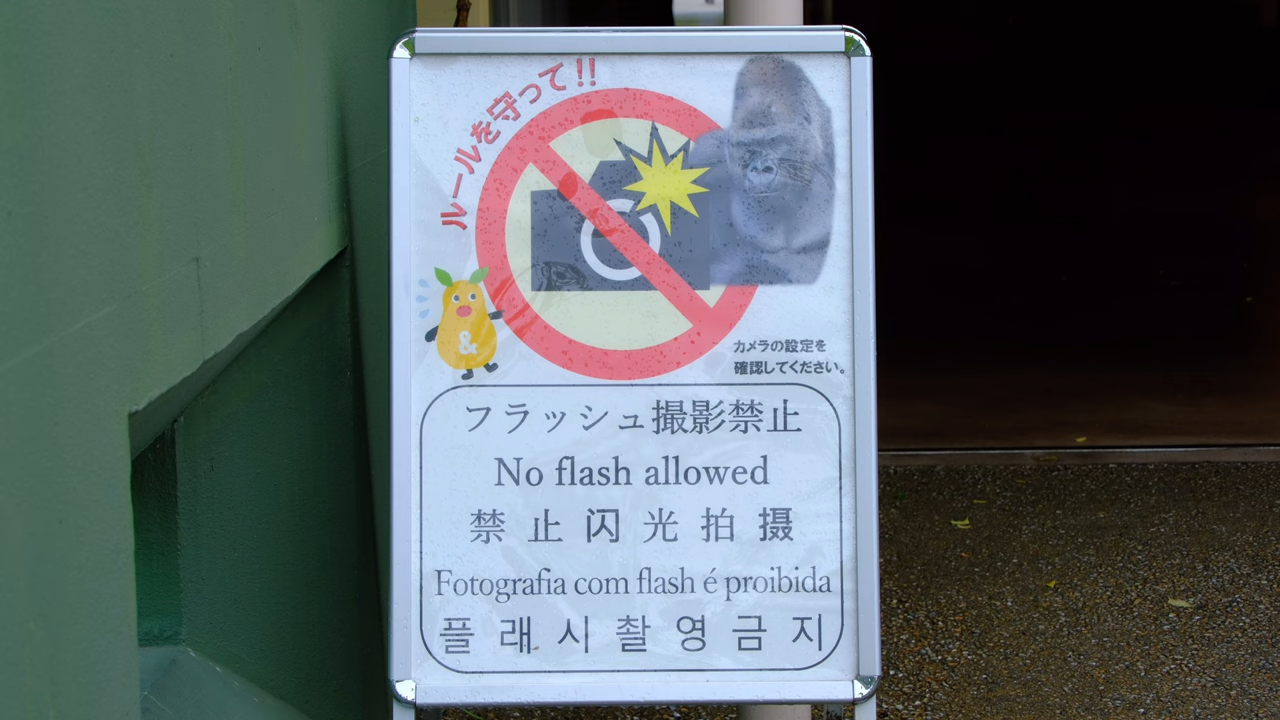 ルールを守って!!
&
カメラの設定を
確認してください。
フラッシュ撮影禁止
No flash allowed
禁止闪光拍摄
Fotografia com flash é proibida
플래시촬영금지